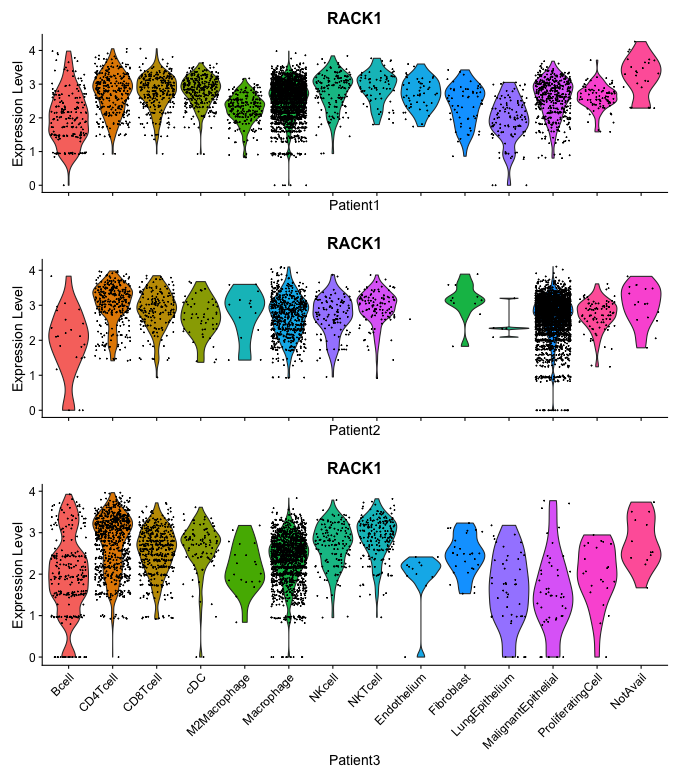 RACK1
Expression Level
4
3
2
1
0
Patient1
RACK1
Expression Level
4
3
2
1
0
Patient2
RACK1
Expression Level
4
3
2
1
0
Bcell
CD4Tcell
CD8Tcell
cDC
M2Macrophage
Macrophage
NKcell
NKTcell
Endothelium
Fibroblast
LungEpithelium
MalignantEpithelial
ProliferatingCell
NotAvail
Patient3